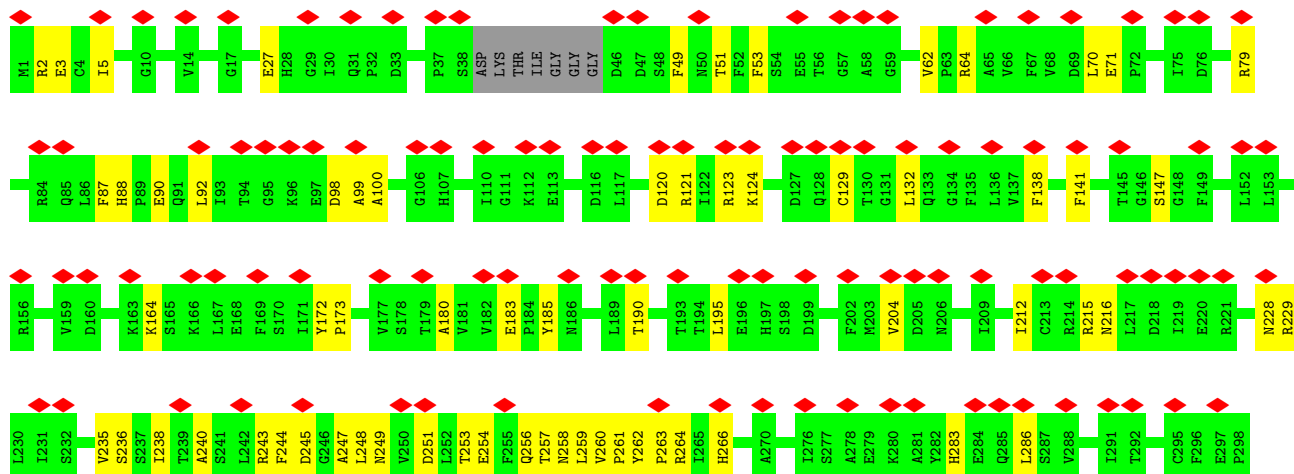 M1 R2 E3 C4 I5 G10 V14 G17 E27 H28 G29 I30 Q31 P32 D33 P37 S38 ASP LYS THR ILE GLY GLY GLY D46 D47 S48 F49 N50 T51 F52 F53 S54 E55 T56 G57 A58 G59 V62 P63 R64 A65 V66 F67 V68 D69 L70 E71 P72 I75 D76 R79
R84 Q85 L86 F87 H88 P89 E90 Q91 L92 I93 T94 G95 K96 E97 D98 A99 A100 G106 H107 I110 G111 K112 E113 D116 L117 D120 R121 I122 R123 K124 D127 Q128 C129 T130 G131 L132 Q133 G134 F135 L136 V137 F138 F141 T145 G146 S147 G148 F149 L152 L153
R156 V159 D160 K163 K164 S165 K166 L167 E168 F169 S170 I171 Y172 P173 V177 S178 T179 A180 V181 V182 E183 P184 Y185 N186 L189 T190 T193 T194 L195 E196 H197 S198 D199 F202 M203 V204 D205 N206 I209 I212 C213 R214 R215 N216 L217 D218 I219 E220 R221 N228 R229
L230 I231 S232 V235 S236 S237 I238 T239 A240 S241 L242 R243 F244 D245 G246 A247 L248 N249 V250 D251 L252 T253 E254 F255 Q256 T257 N258 L259 V260 P261 Y262 P263 R264 I265 H266 A270 I276 S277 A278 E279 K280 A281 Y282 H283 E284 Q285 L286 S287 V288 I291 T292 C295 F296 E297 P298